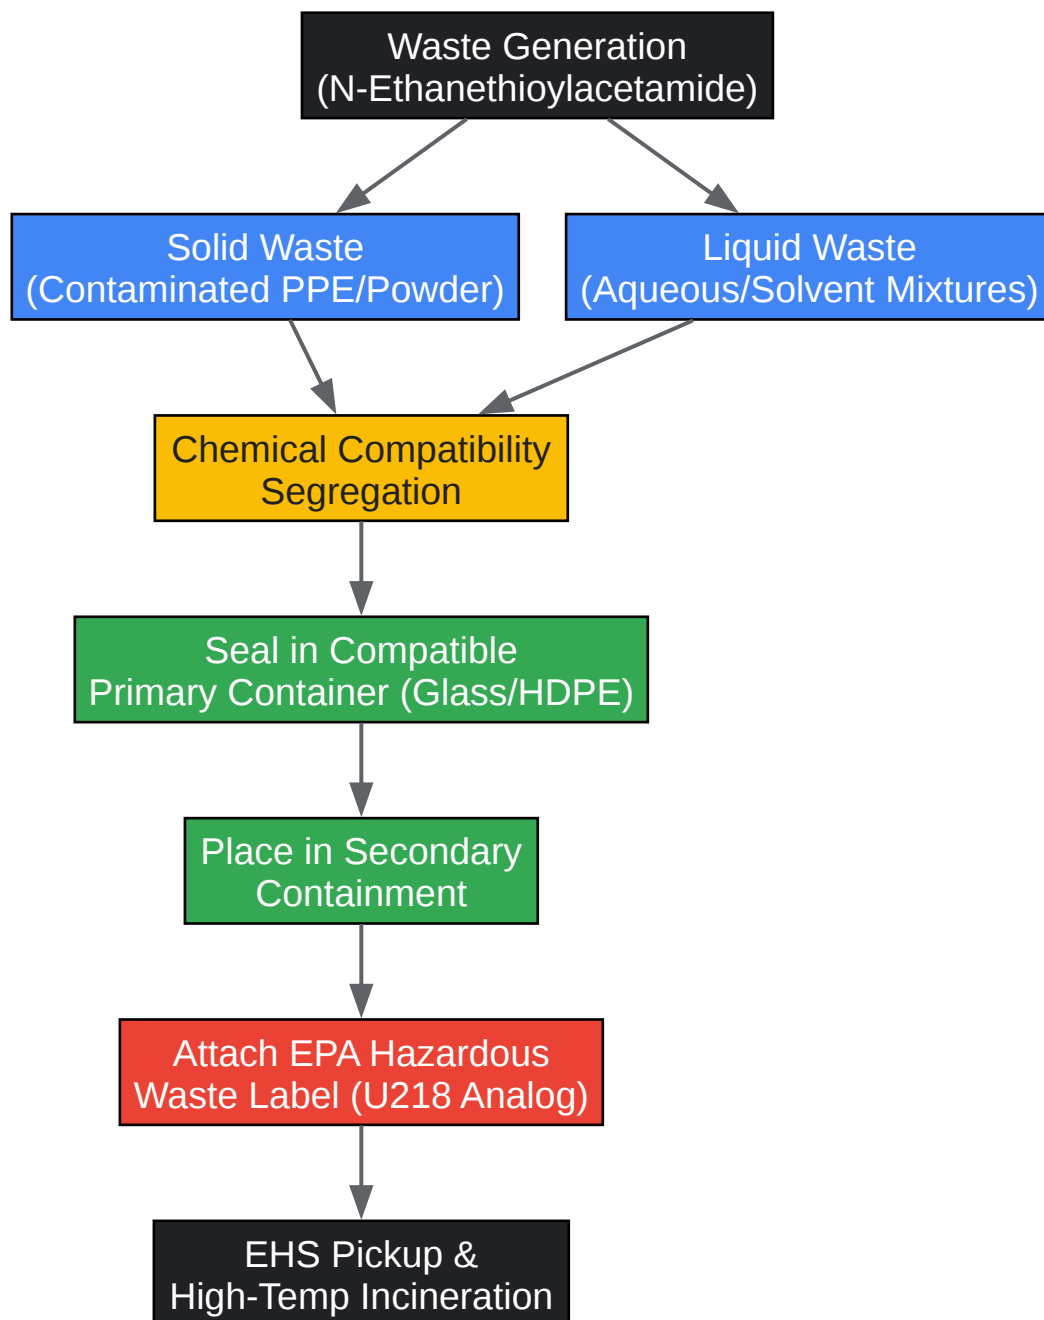 Waste Generation
(N-Ethanethioylacetamide)
Solid Waste
(Contaminated PPE/Powder)
Liquid Waste
(Aqueous/Solvent Mixtures)
Chemical Compatibility
Segregation
Seal in Compatible
Primary Container (Glass/HDPE)
Place in Secondary
Containment
Attach EPA Hazardous
Waste Label (U218 Analog)
EHS Pickup &
High-Temp Incineration